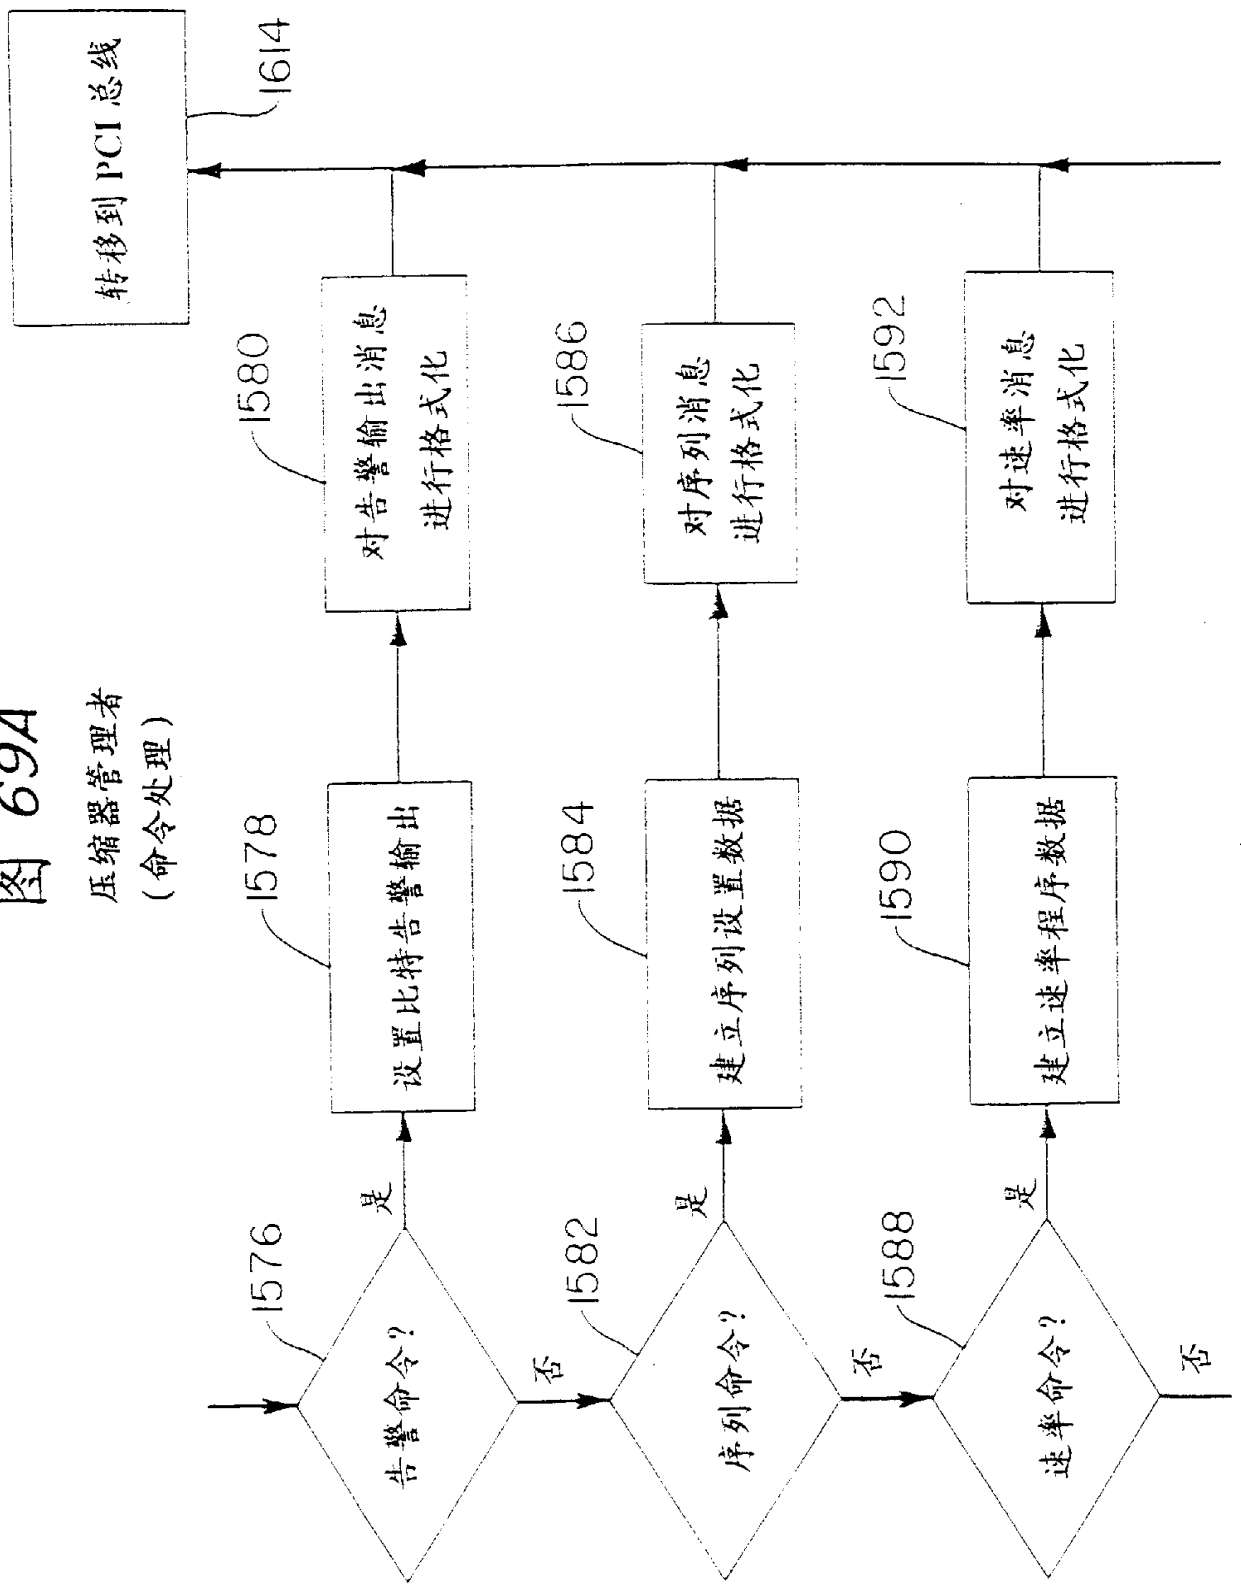 图 69A
压缩器管理者
(命令处理)
1576
告警命令?
是
否
1578
设置比特告警输出
1580
对告警输出消息
进行格式化
1614
转移到 PCI 总线
1582
序列命令?
是
否
1584
建立序列设置数据
1586
对序列消息
进行格式化
1588
速率命令?
是
否
1590
建立速率程序数据
1592
对速率消息
进行格式化